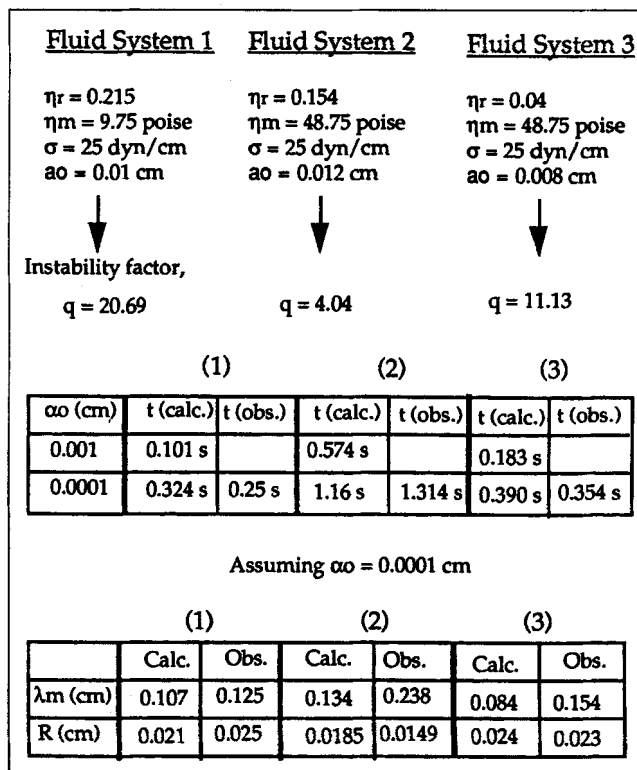 Fluid System 1 Fluid System 2 Fluid System 3
ηr = 0.215 ηr = 0.154 ηr = 0.04
ηm = 9.75 poise ηm = 48.75 poise ηm = 48.75 poise
σ = 25 dyn/cm σ = 25 dyn/cm σ = 25 dyn/cm
ao = 0.01 cm ao = 0.012 cm ao = 0.008 cm
Instability factor,
q = 20.69 q = 4.04 q = 11.13
(1) (2) (3)
αo (cm) t (calc.) t (obs.) t (calc.) t (obs.) t (calc.) t (obs.)
0.001 0.101 s 0.574 s 0.183 s
0.0001 0.324 s 0.25 s 1.16 s 1.314 s 0.390 s 0.354 s
Assuming αo = 0.0001 cm
(1) (2) (3)
Calc. Obs. Calc. Obs. Calc. Obs.
λm (cm) 0.107 0.125 0.134 0.238 0.084 0.154
R (cm) 0.021 0.025 0.0185 0.0149 0.024 0.023